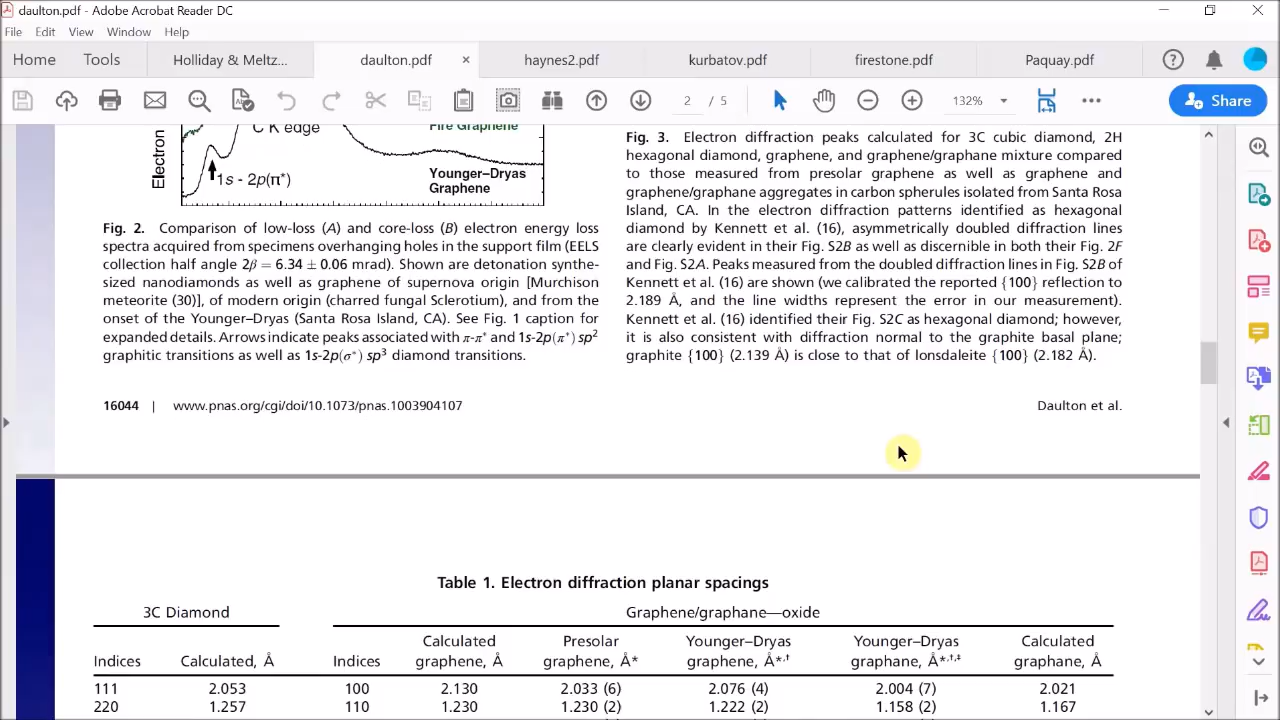 daulton.pdf - Adobe Acrobat Reader DC
File Edit View Window Help
Home Tools Holliday & Meltz... daulton.pdf × haynes2.pdf kurbatov.pdf firestone.pdf Paquay.pdf
2 / 5 132% Share
Electron
C K edge
Fire Graphene
1s - 2p(π*)
Younger–Dryas
Graphene
Fig. 2. Comparison of low-loss (A) and core-loss (B) electron energy loss
spectra acquired from specimens overhanging holes in the support film (EELS
collection half angle 2β = 6.34 ± 0.06 mrad). Shown are detonation synthe-
sized nanodiamonds as well as graphene of supernova origin [Murchison
meteorite (30)], of modern origin (charred fungal Sclerotium), and from the
onset of the Younger–Dryas (Santa Rosa Island, CA). See Fig. 1 caption for
expanded details. Arrows indicate peaks associated with π-π* and 1s-2p(π*) sp2
graphitic transitions as well as 1s-2p(σ*) sp3 diamond transitions.
Fig. 3. Electron diffraction peaks calculated for 3C cubic diamond, 2H
hexagonal diamond, graphene, and graphene/graphane mixture compared
to those measured from presolar graphene as well as graphene and
graphene/graphane aggregates in carbon spherules isolated from Santa Rosa
Island, CA. In the electron diffraction patterns identified as hexagonal
diamond by Kennett et al. (16), asymmetrically doubled diffraction lines
are clearly evident in their Fig. S2B as well as discernible in both their Fig. 2F
and Fig. S2A. Peaks measured from the doubled diffraction lines in Fig. S2B of
Kennett et al. (16) are shown (we calibrated the reported {100} reflection to
2.189 Å, and the line widths represent the error in our measurement).
Kennett et al. (16) identified their Fig. S2C as hexagonal diamond; however,
it is also consistent with diffraction normal to the graphite basal plane;
graphite {100} (2.139 Å) is close to that of lonsdaleite {100} (2.182 Å).
16044 | www.pnas.org/cgi/doi/10.1073/pnas.1003904107 Daulton et al.
Table 1. Electron diffraction planar spacings
3C Diamond Graphene/graphane—oxide
Calculated Presolar Younger–Dryas Younger–Dryas Calculated
Indices Calculated, Å Indices graphene, Å graphene, Å* graphene, Å*,† graphane, Å*,†,‡ graphane, Å
111 2.053 100 2.130 2.033 (6) 2.076 (4) 2.004 (7) 2.021
220 1.257 110 1.230 1.230 (2) 1.222 (2) 1.158 (2) 1.167